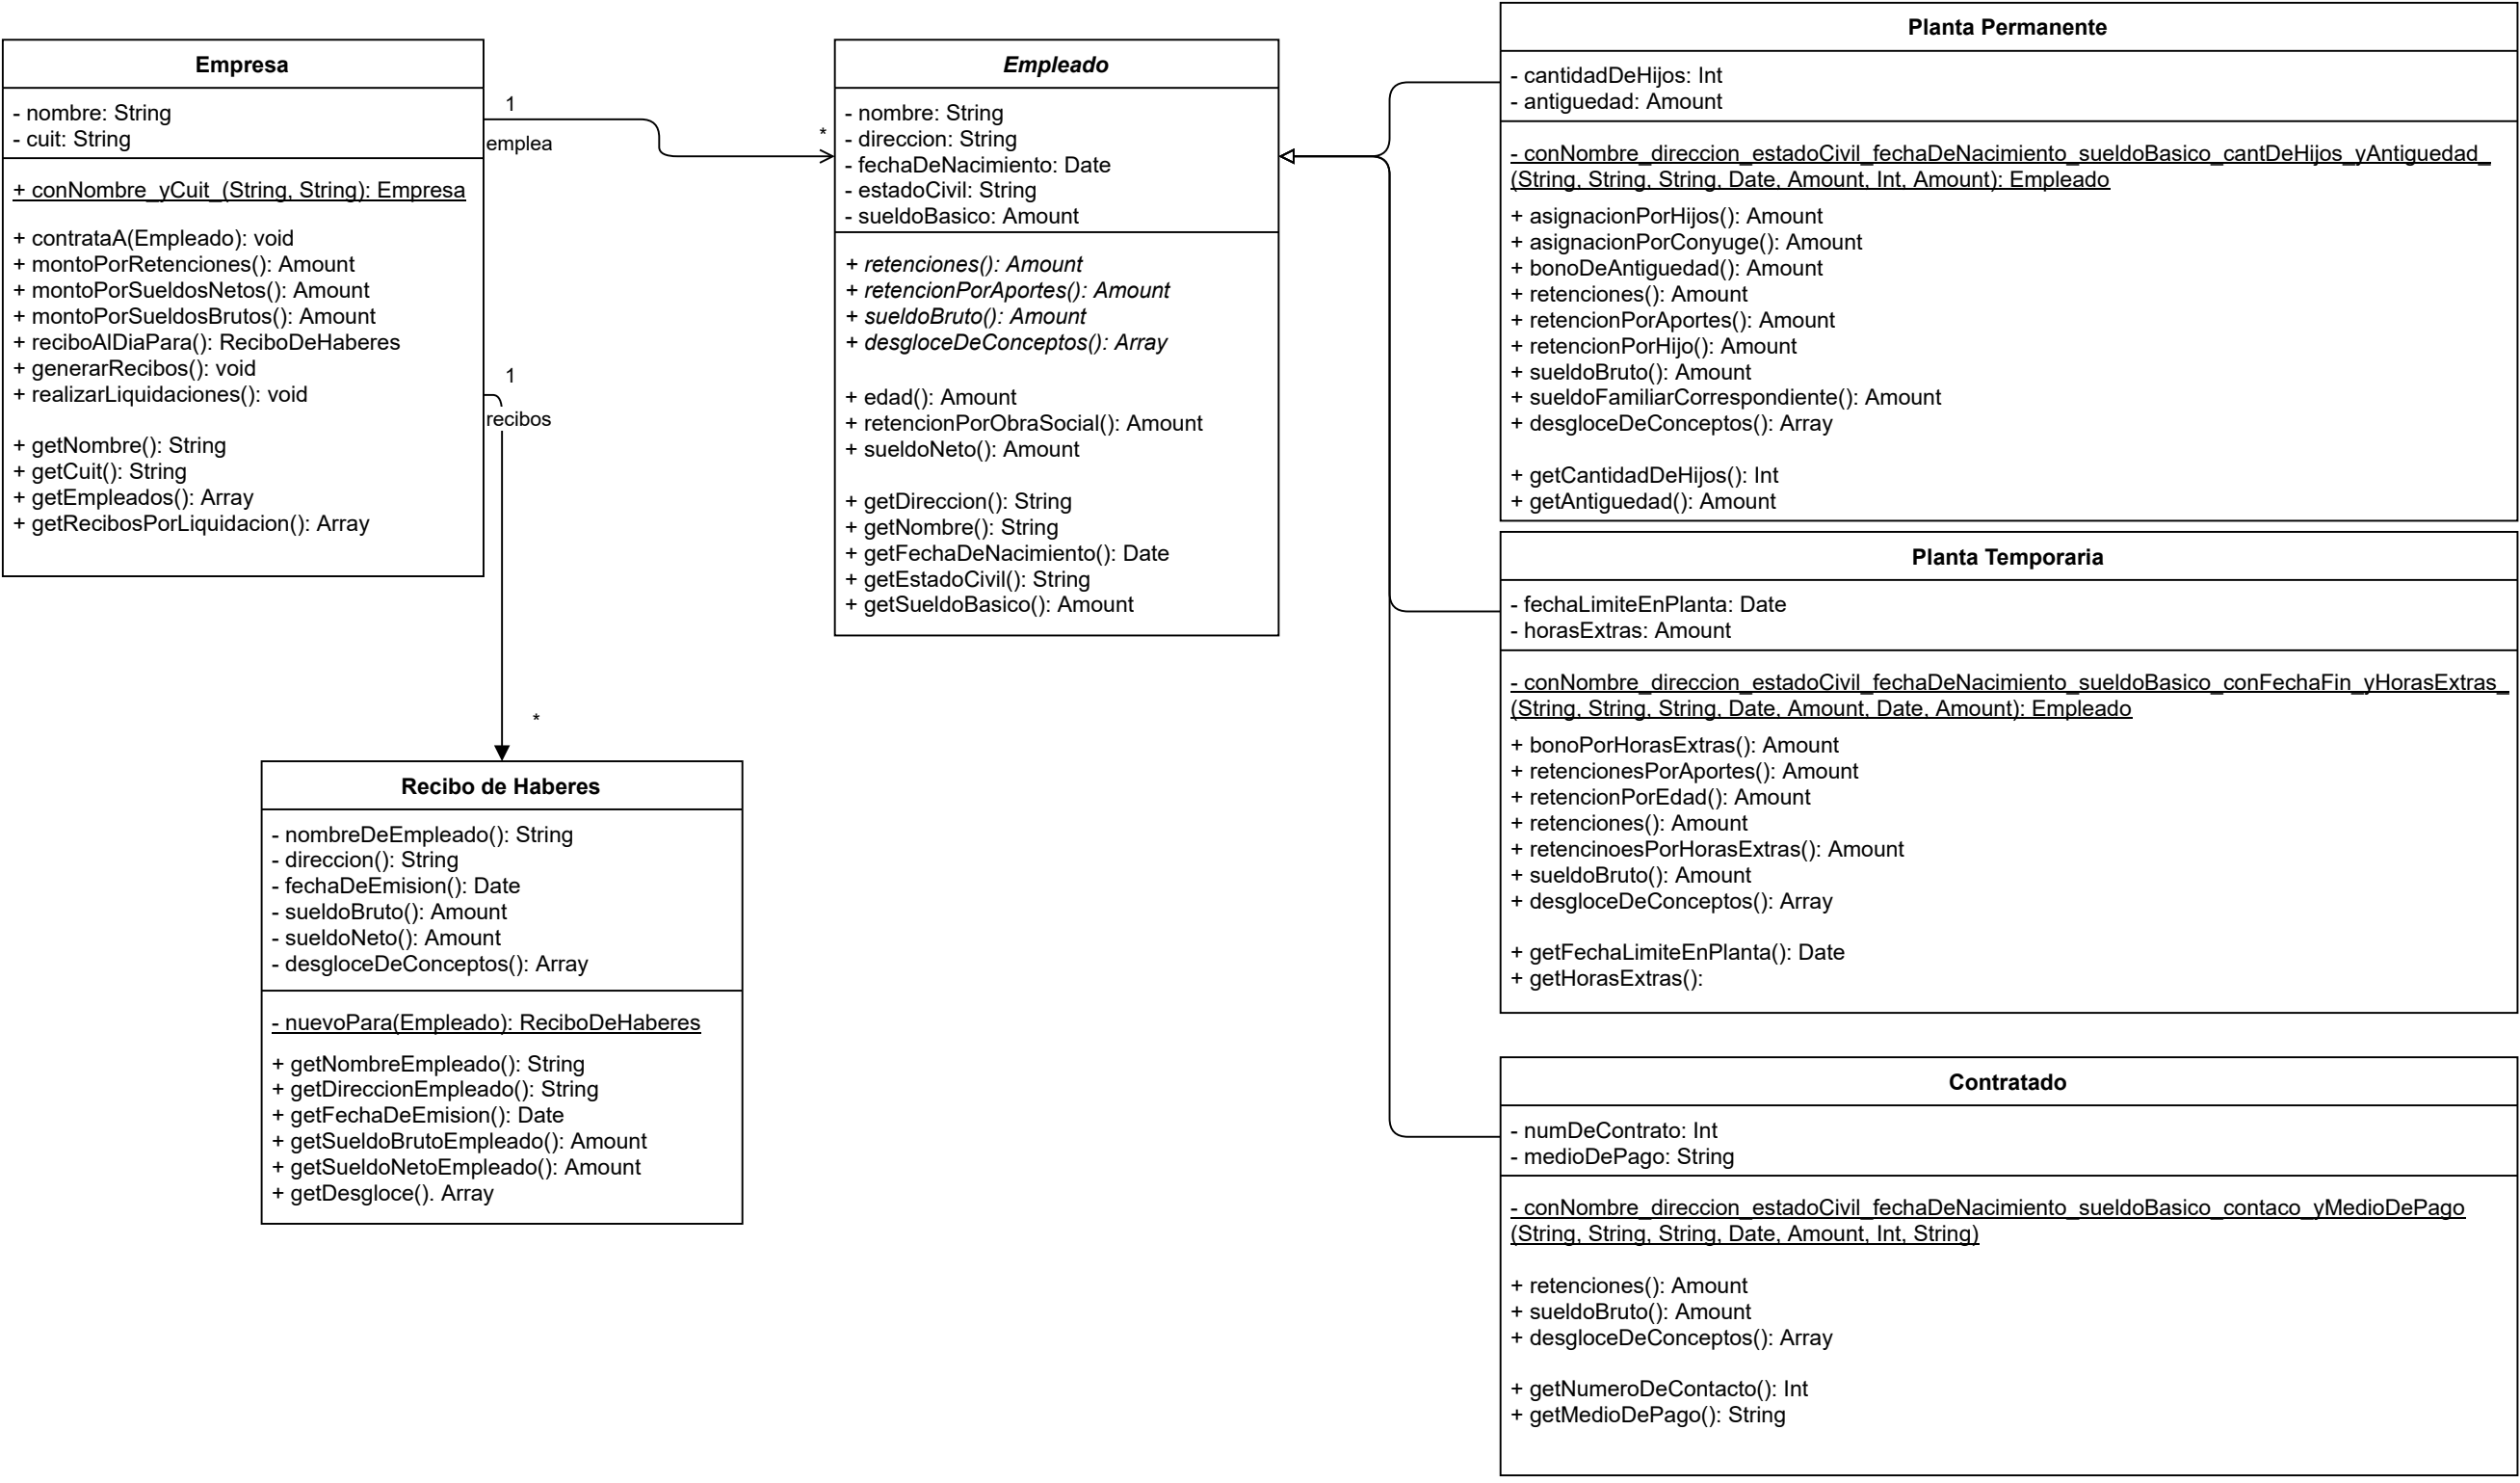 Empresa
- nombre: String
- cuit: String
+ conNombre_yCuit_(String, String): Empresa
+ contrataA(Empleado): void
+ montoPorRetenciones(): Amount
+ montoPorSueldosNetos(): Amount
+ montoPorSueldosBrutos(): Amount
+ reciboAlDiaPara(): ReciboDeHaberes
+ generarRecibos(): void
+ realizarLiquidaciones(): void
+ getNombre(): String
+ getCuit(): String
+ getEmpleados(): Array
+ getRecibosPorLiquidacion(): Array
1
emplea
*
1
recibos
*
Empleado
- nombre: String
- direccion: String
- fechaDeNacimiento: Date
- estadoCivil: String
- sueldoBasico: Amount
+ retenciones(): Amount
+ retencionPorAportes(): Amount
+ sueldoBruto(): Amount
+ desgloceDeConceptos(): Array
+ edad(): Amount
+ retencionPorObraSocial(): Amount
+ sueldoNeto(): Amount
+ getDireccion(): String
+ getNombre(): String
+ getFechaDeNacimiento(): Date
+ getEstadoCivil(): String
+ getSueldoBasico(): Amount
Recibo de Haberes
- nombreDeEmpleado(): String
- direccion(): String
- fechaDeEmision(): Date
- sueldoBruto(): Amount
- sueldoNeto(): Amount
- desgloceDeConceptos(): Array
- nuevoPara(Empleado): ReciboDeHaberes
+ getNombreEmpleado(): String
+ getDireccionEmpleado(): String
+ getFechaDeEmision(): Date
+ getSueldoBrutoEmpleado(): Amount
+ getSueldoNetoEmpleado(): Amount
+ getDesgloce(). Array
Planta Permanente
- cantidadDeHijos: Int
- antiguedad: Amount
- conNombre_direccion_estadoCivil_fechaDeNacimiento_sueldoBasico_cantDeHijos_yAntiguedad_
(String, String, String, Date, Amount, Int, Amount): Empleado
+ asignacionPorHijos(): Amount
+ asignacionPorConyuge(): Amount
+ bonoDeAntiguedad(): Amount
+ retenciones(): Amount
+ retencionPorAportes(): Amount
+ retencionPorHijo(): Amount
+ sueldoBruto(): Amount
+ sueldoFamiliarCorrespondiente(): Amount
+ desgloceDeConceptos(): Array
+ getCantidadDeHijos(): Int
+ getAntiguedad(): Amount
Planta Temporaria
- fechaLimiteEnPlanta: Date
- horasExtras: Amount
- conNombre_direccion_estadoCivil_fechaDeNacimiento_sueldoBasico_conFechaFin_yHorasExtras_
(String, String, String, Date, Amount, Date, Amount): Empleado
+ bonoPorHorasExtras(): Amount
+ retencionesPorAportes(): Amount
+ retencionPorEdad(): Amount
+ retenciones(): Amount
+ retencinoesPorHorasExtras(): Amount
+ sueldoBruto(): Amount
+ desgloceDeConceptos(): Array
+ getFechaLimiteEnPlanta(): Date
+ getHorasExtras():
Contratado
- numDeContrato: Int
- medioDePago: String
- conNombre_direccion_estadoCivil_fechaDeNacimiento_sueldoBasico_contaco_yMedioDePago
(String, String, String, Date, Amount, Int, String)
+ retenciones(): Amount
+ sueldoBruto(): Amount
+ desgloceDeConceptos(): Array
+ getNumeroDeContacto(): Int
+ getMedioDePago(): String